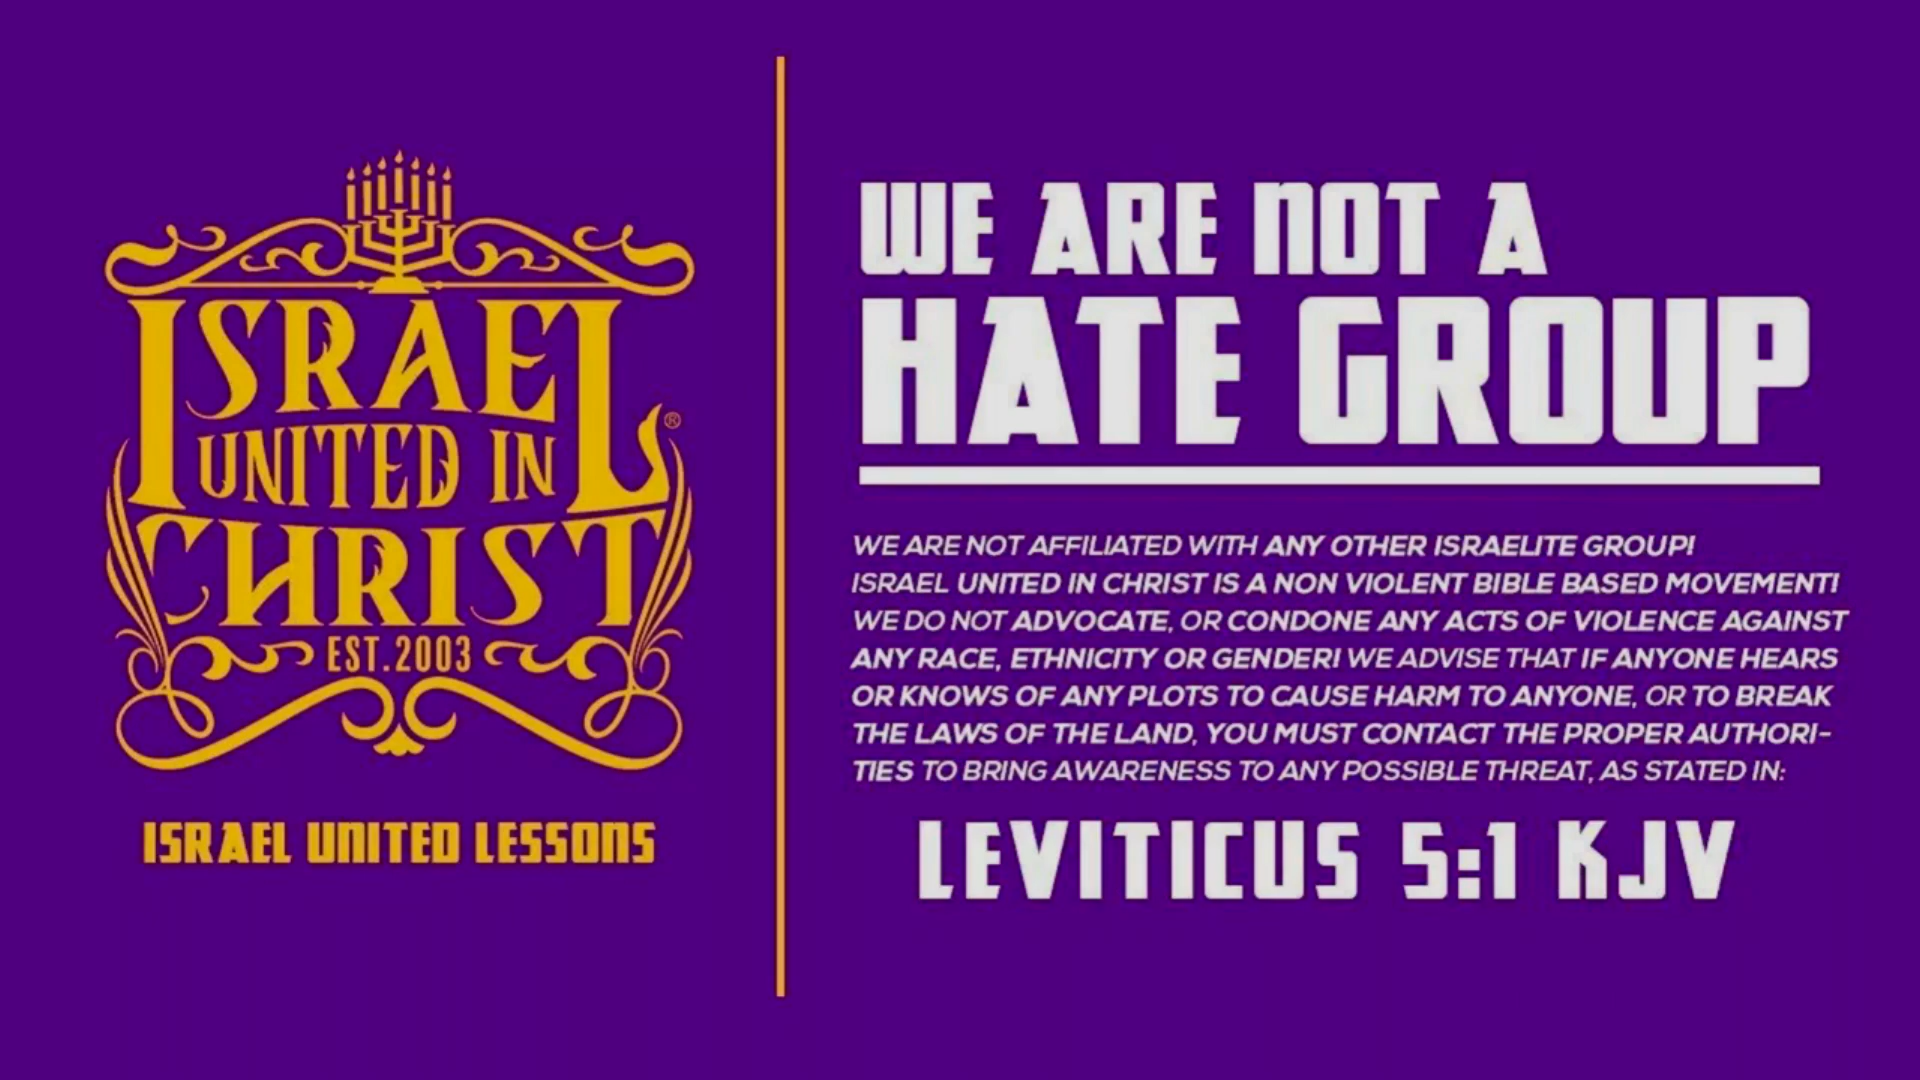 ISRAEL
UNITED IN
CHRIST
®
EST.2003
ISRAEL UNITED LESSONS
WE ARE NOT A
HATE GROUP
WE ARE NOT AFFILIATED WITH ANY OTHER ISRAELITE GROUP!
ISRAEL UNITED IN CHRIST IS A NON VIOLENT BIBLE BASED MOVEMENT!
WE DO NOT ADVOCATE, OR CONDONE ANY ACTS OF VIOLENCE AGAINST
ANY RACE, ETHNICITY OR GENDER! WE ADVISE THAT IF ANYONE HEARS
OR KNOWS OF ANY PLOTS TO CAUSE HARM TO ANYONE, OR TO BREAK
THE LAWS OF THE LAND, YOU MUST CONTACT THE PROPER AUTHORI-
TIES TO BRING AWARENESS TO ANY POSSIBLE THREAT, AS STATED IN:
LEVITICUS 5:1 KJV